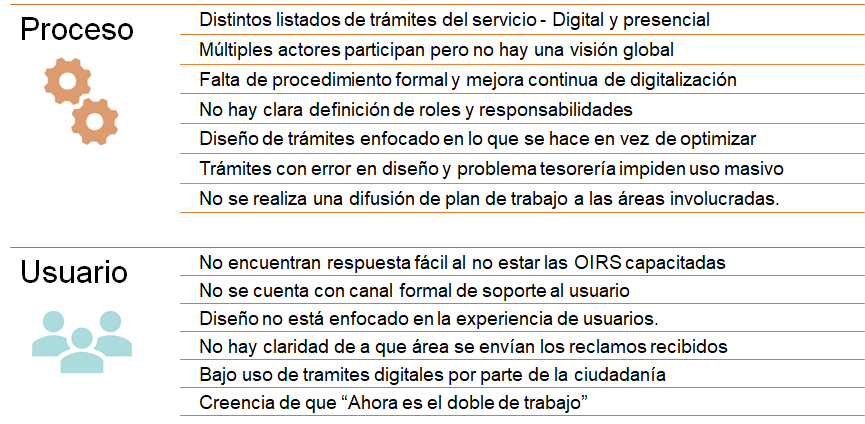 Proceso
Distintos listados de trámites del servicio - Digital y presencial
Múltiples actores participan pero no hay una visión global
Falta de procedimiento formal y mejora continua de digitalización
No hay clara definición de roles y responsabilidades
Diseño de trámites enfocado en lo que se hace en vez de optimizar
Trámites con error en diseño y problema tesorería impiden uso masivo
No se realiza una difusión de plan de trabajo a las áreas involucradas.
Usuario
No encuentran respuesta fácil al no estar las OIRS capacitadas
No se cuenta con canal formal de soporte al usuario
Diseño no está enfocado en la experiencia de usuarios.
No hay claridad de a que área se envían los reclamos recibidos
Bajo uso de tramites digitales por parte de la ciudadanía
Creencia de que “Ahora es el doble de trabajo”